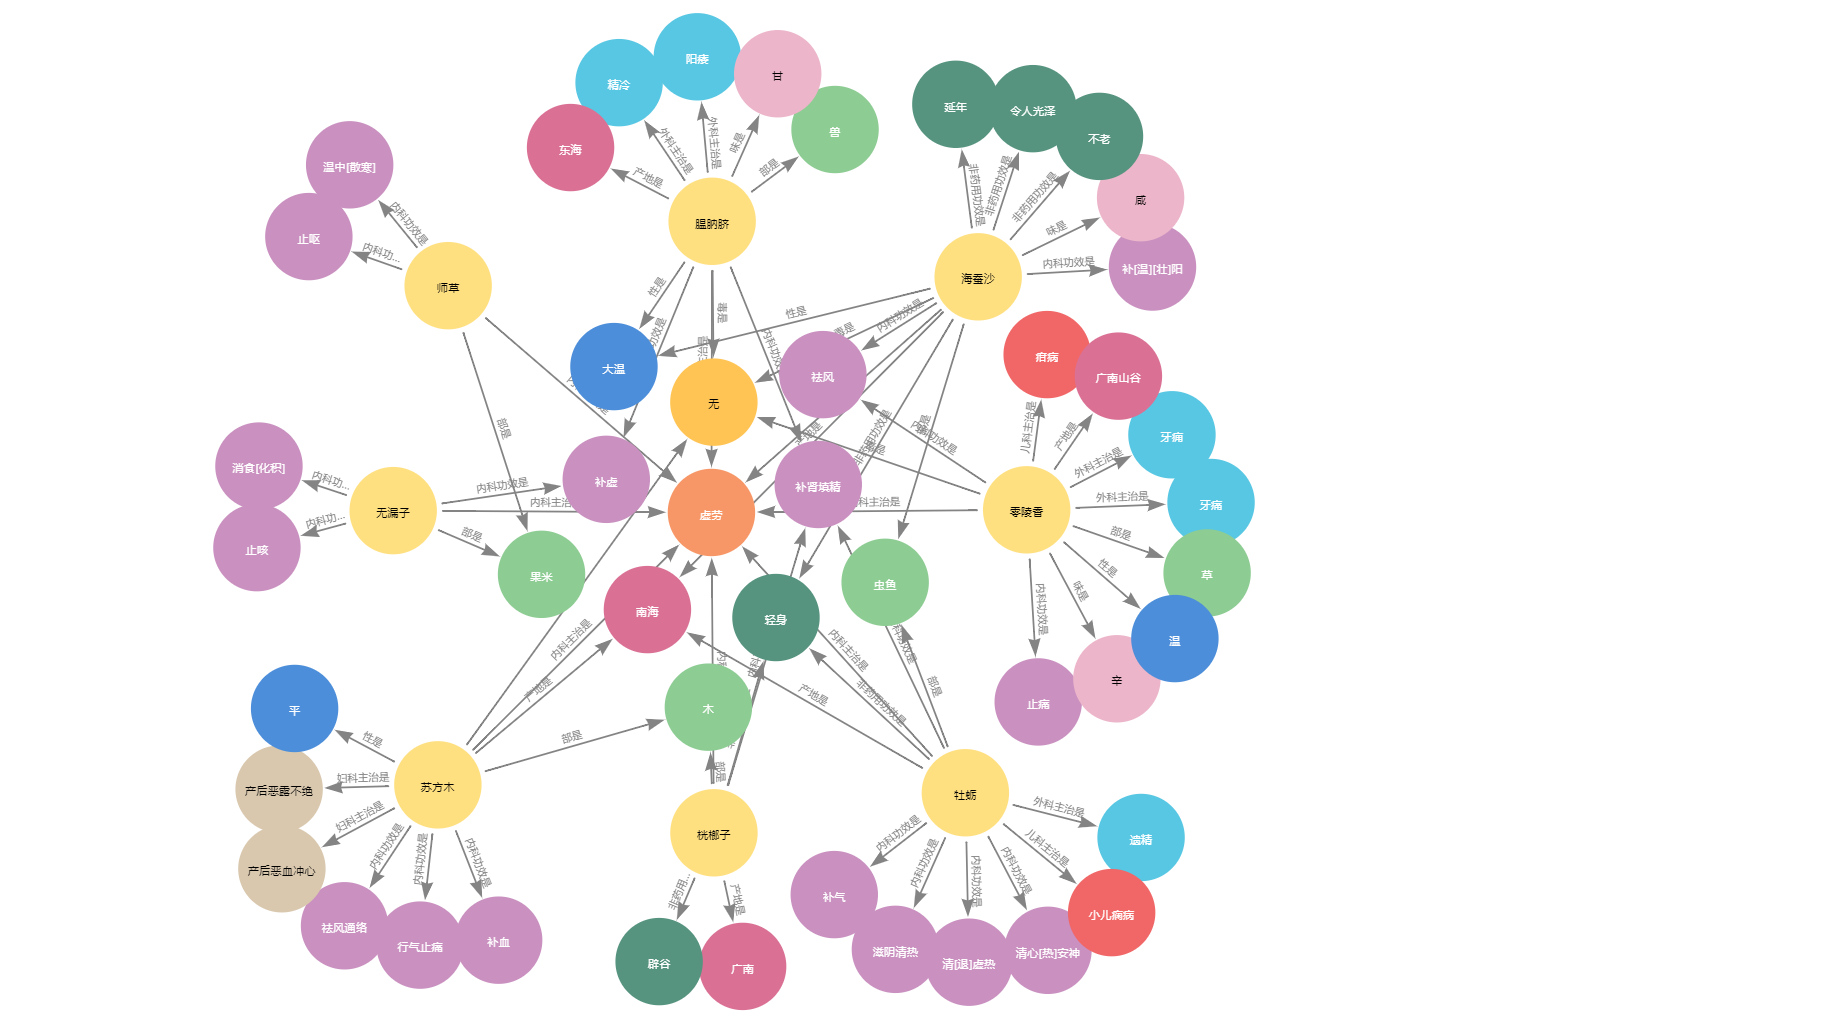 阳痿
精冷
甘
东海
兽
外科主治是
外科主治是
味是
产地是
部是
腽肭脐
延年
令人光泽
不老
咸
补[温][壮]阳
非药用功效是
非药用功效是
非药用功效是
味是
内科功效是
海蚕沙
温中[散寒]
止呕
内科功效是
内科功...
师草
性是
毒是
性是
内科功效是
大温
无
祛风
疳病
广南山谷
牙痈
牙痛
草
温
辛
止痛
儿科主治是
产地是
外科主治是
外科主治是
部是
性是
味是
内科功效是
零陵香
部是
消食[化积]
止咳
内科功...
内科功...
无漏子
内科功效是
内科主治是
部是
补虚
虚劳
补肾填精
果米
南海
轻身
虫鱼
内科主治是
产地是
部是
木
内科主治是
非药用功效是
产地是
部是
平
产后恶露不绝
产后恶血冲心
祛风通络
行气止痛
补血
性是
妇科主治是
妇科主治是
内科功效是
内科功效是
内科功效是
苏方木
桄榔子
部是
非药用...
产地是
辟谷
广南
牡蛎
外科主治是
儿科主治是
内科功效是
内科功效是
内科功效是
内科功效是
遗精
小儿痫病
补气
滋阴清热
清[退]虚热
清心[热]安神